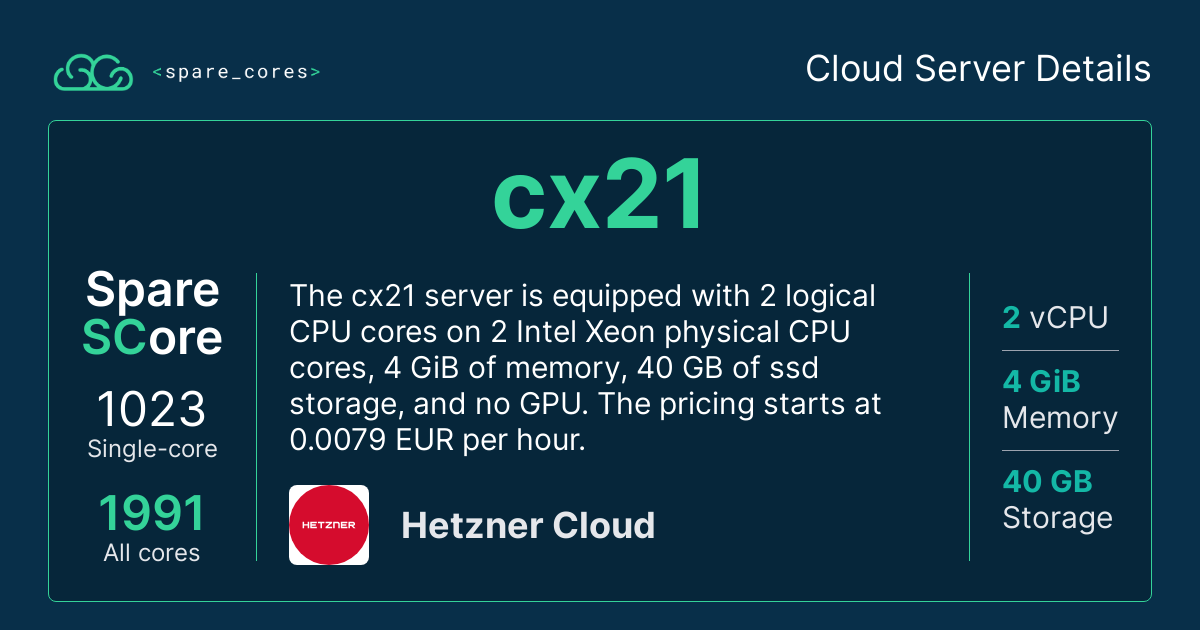 <spare_cores>
Cloud Server Details
cx21
Spare
SCore
1023
Single-core
1991
All cores
The cx21 server is equipped with 2 logical
CPU cores on 2 Intel Xeon physical CPU
cores, 4 GiB of memory, 40 GB of ssd
storage, and no GPU. The pricing starts at
0.0079 EUR per hour.
HETZNER
Hetzner Cloud
2 vCPU
4 GiB
Memory
40 GB
Storage